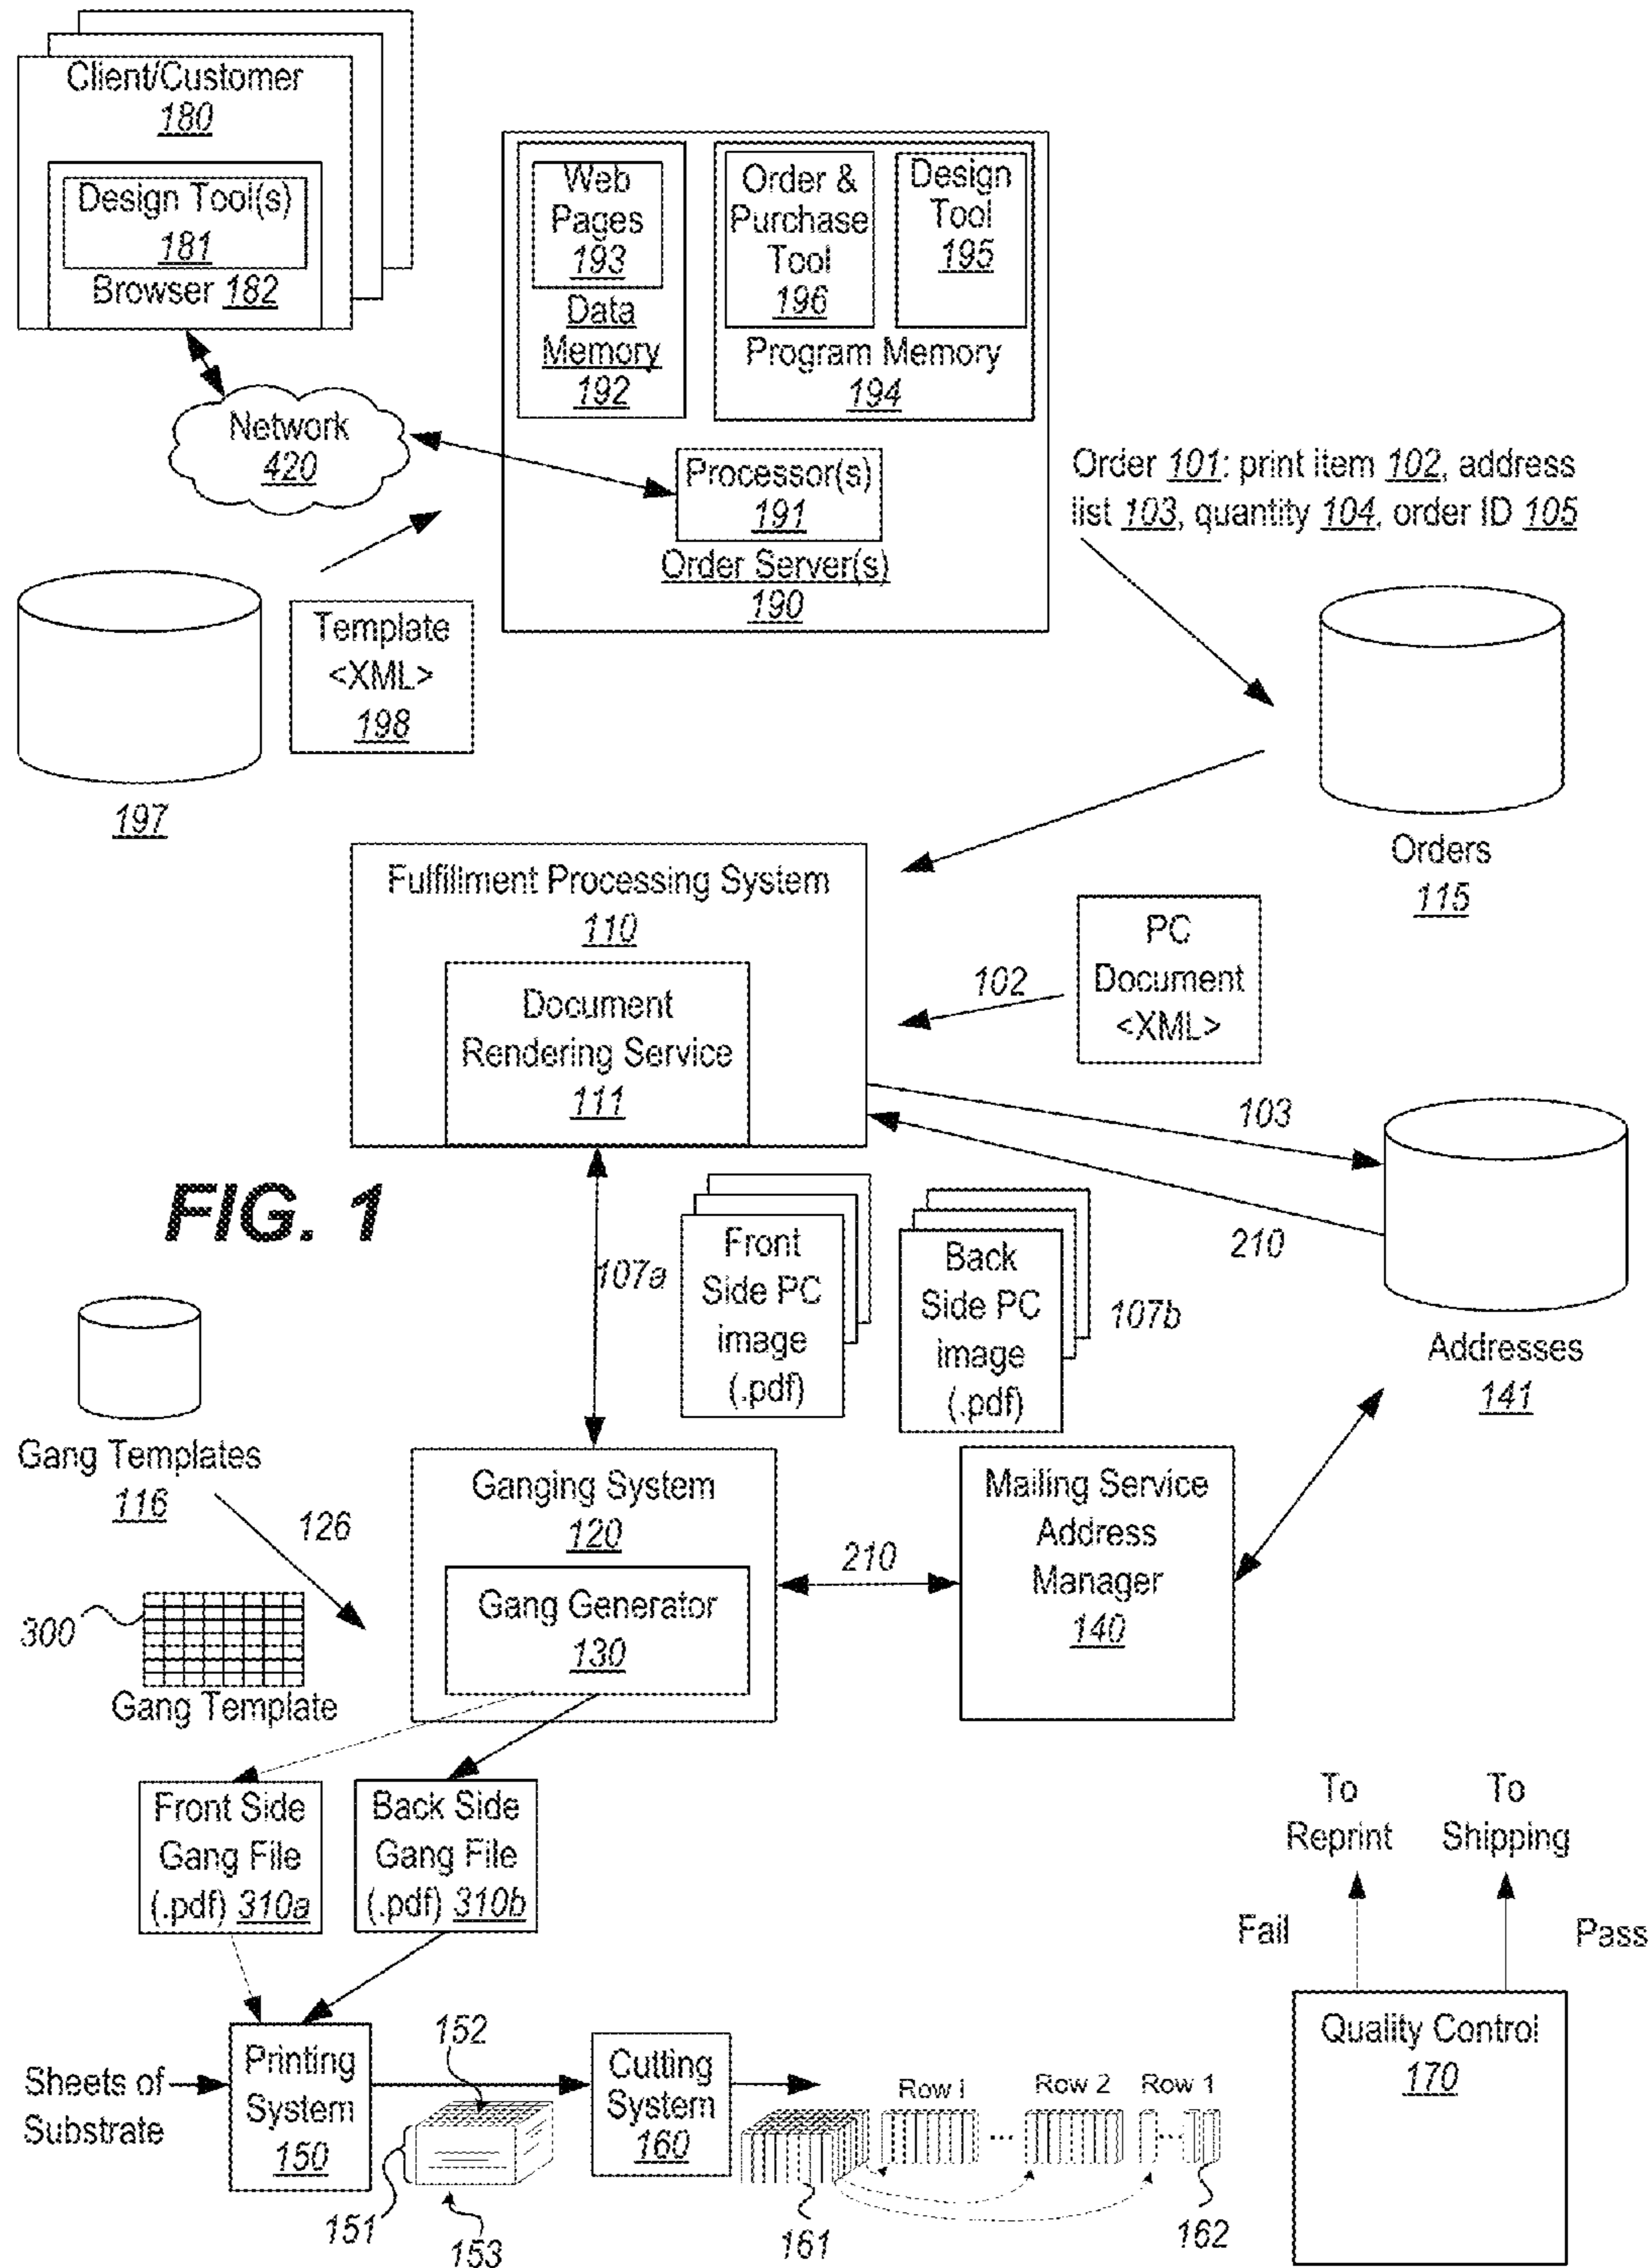 Client/Customer
180
Design Tool(s)
181
Browser 182
Web
Pages
193
Data
Memory
192
Order &
Purchase
Tool
196
Design
Tool
195
Program Memory
194
Network
420
Processor(s)
191
Order Server(s)
190
Order 101: print item 102, address
list 103, quantity 104, order ID 105
Template
<XML>
198
197
Orders
115
Fulfillment Processing System
110
Document
Rendering Service
111
102
PC
Document
<XML>
103
210
Addresses
141
FIG. 1
107a
Front
Side PC
image
(.pdf)
Back
Side PC
image
(.pdf)
107b
Gang Templates
116
126
300
Gang Template
Ganging System
120
Gang Generator
130
210
Mailing Service
Address
Manager
140
Front Side
Gang File
(.pdf) 310a
Back Side
Gang File
(.pdf) 310b
To
Reprint
To
Shipping
Fail
Pass
Quality Control
170
Sheets of
Substrate
Printing
System
150
152
151
153
Cutting
System
160
Row i
...
Row 2
Row 1
...
161
162